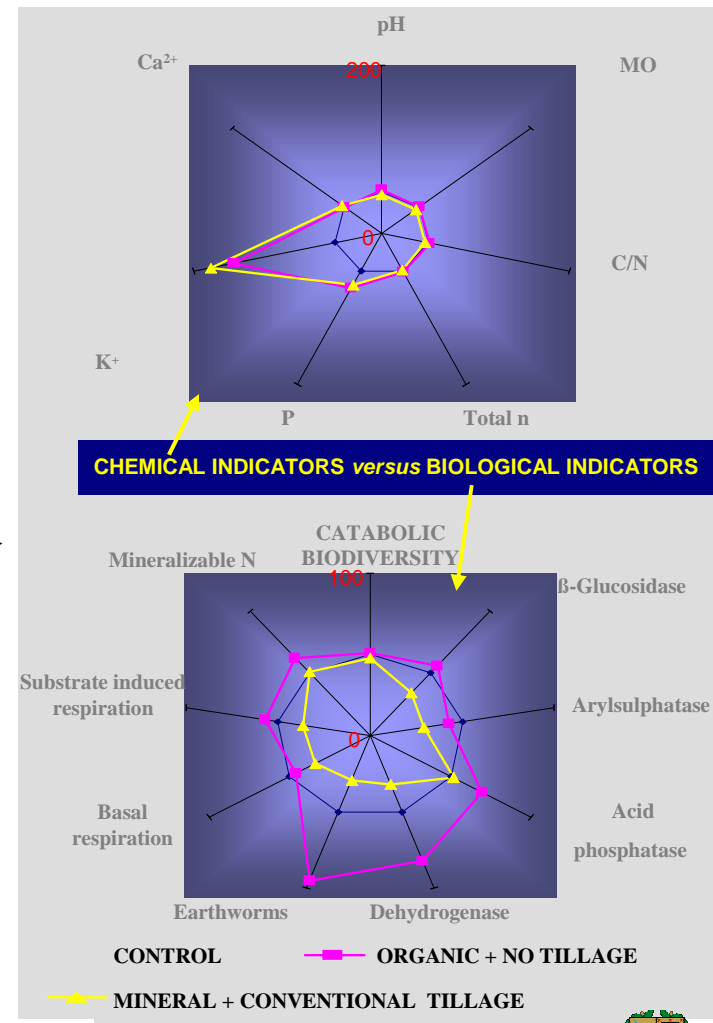 pH
Ca²⁺
200
MO
0
C/N
K⁺
P
Total n
CHEMICAL INDICATORS versus BIOLOGICAL INDICATORS
CATABOLIC
BIODIVERSITY
Mineralizable N
100
ß-Glucosidase
Substrate induced
respiration
Arylsulphatase
0
Basal
respiration
Acid
phosphatase
Earthworms
Dehydrogenase
CONTROL
ORGANIC + NO TILLAGE
MINERAL + CONVENTIONAL TILLAGE